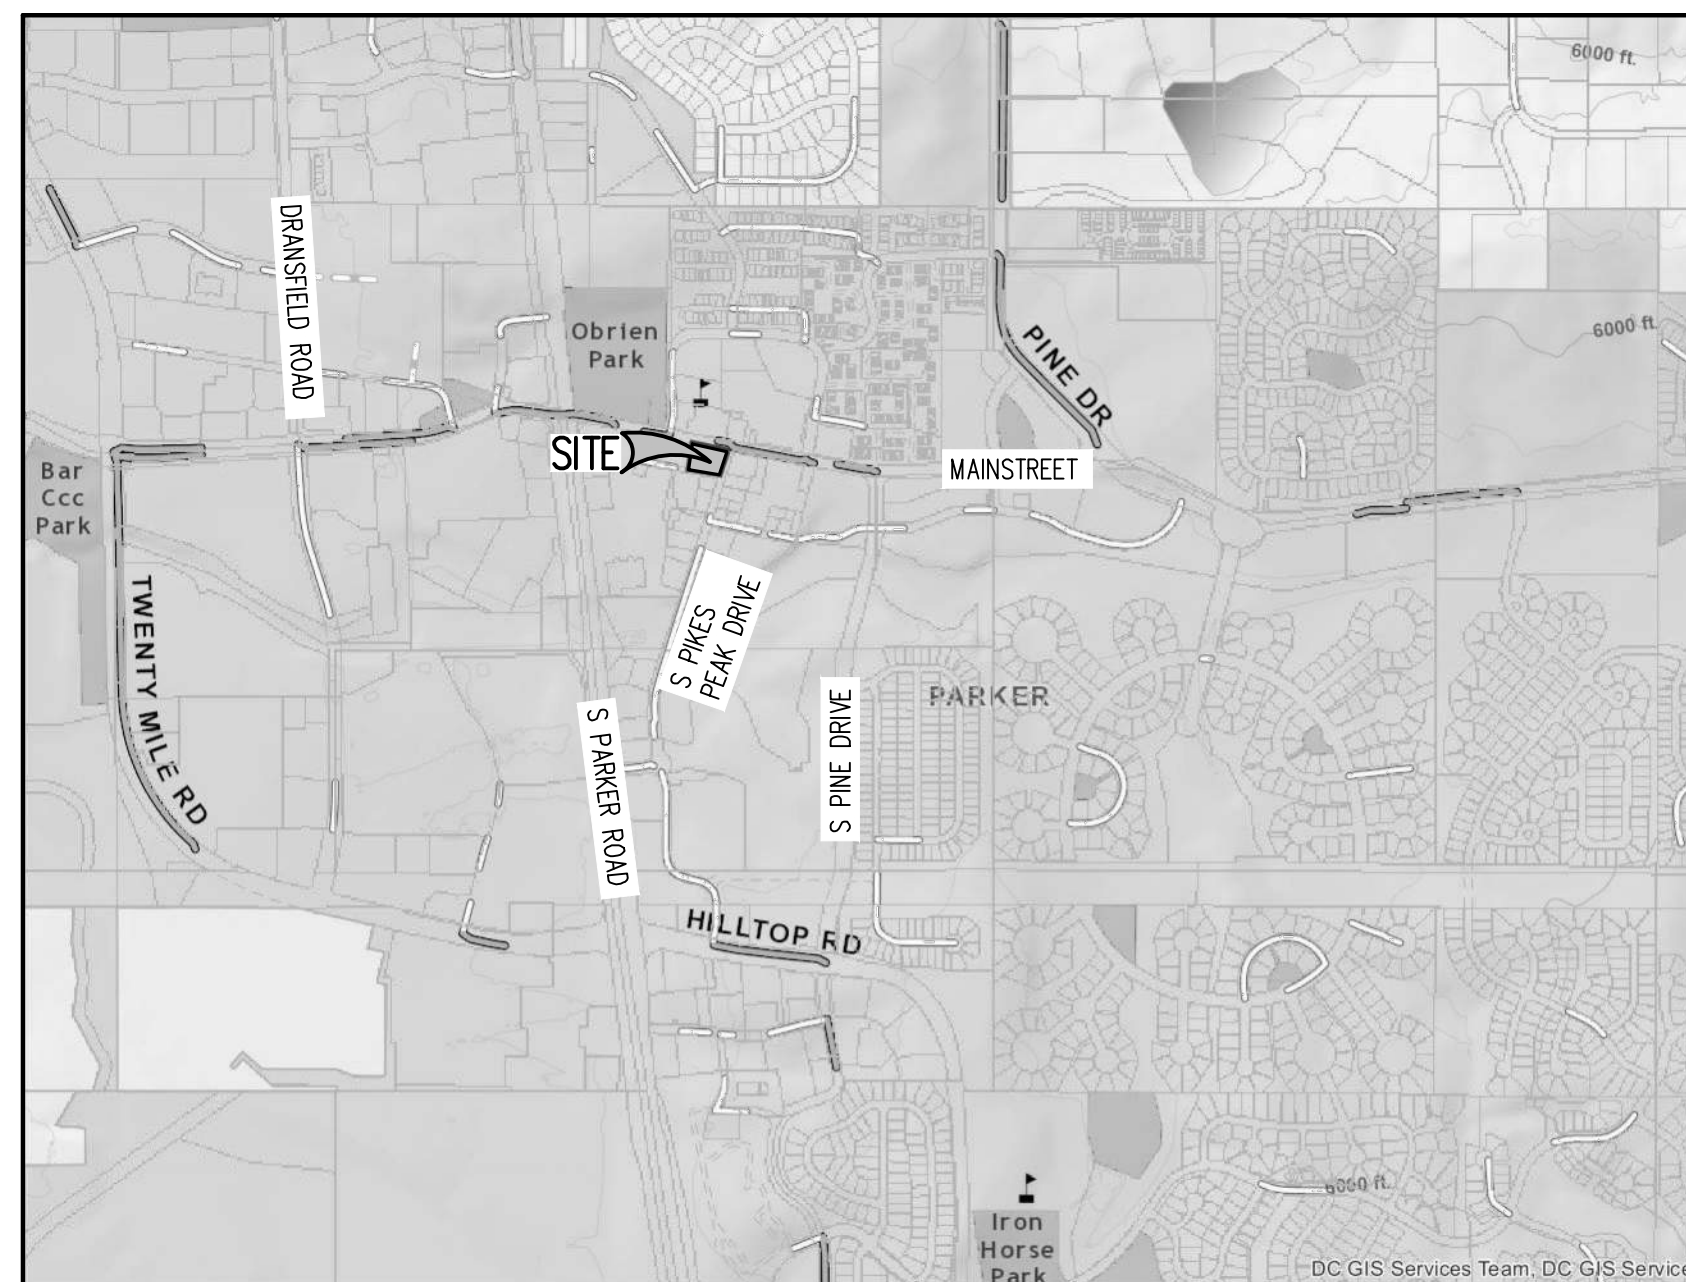 6000 ft.
DRANSFIELD ROAD
Obrien
Park
6000 ft.
PINE DR
SITE
MAINSTREET
Bar
Ccc
Park
TWENTY MILE RD
S PIKES
PEAK DRIVE
S PARKER ROAD
S PINE DRIVE
PARKER
HILLTOP RD
6000 ft.
Iron
Horse
Park
DC GIS Services Team, DC GIS Service